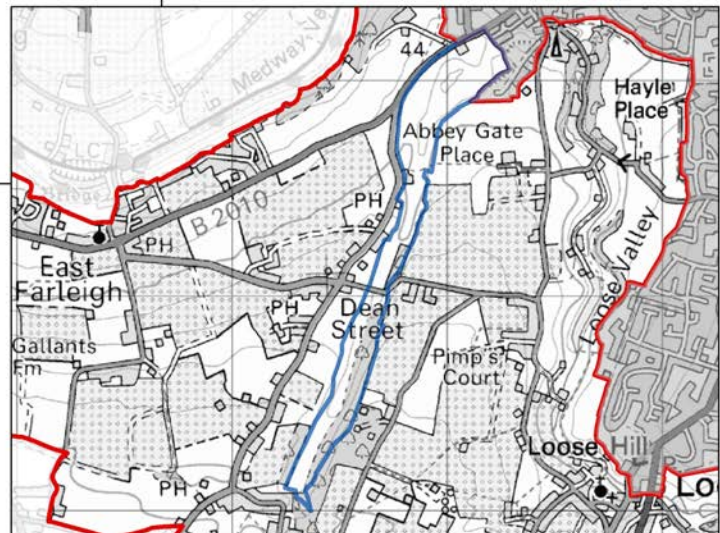 44
Medway Va
Hayle
Place
Abbey Gate
Place
PH
B 2010
PH
East
Farleigh
PH
Dean
Street
Loose Valley
Gallants
Fm
Pimp's
Court
Loose Hill
PH
Lo